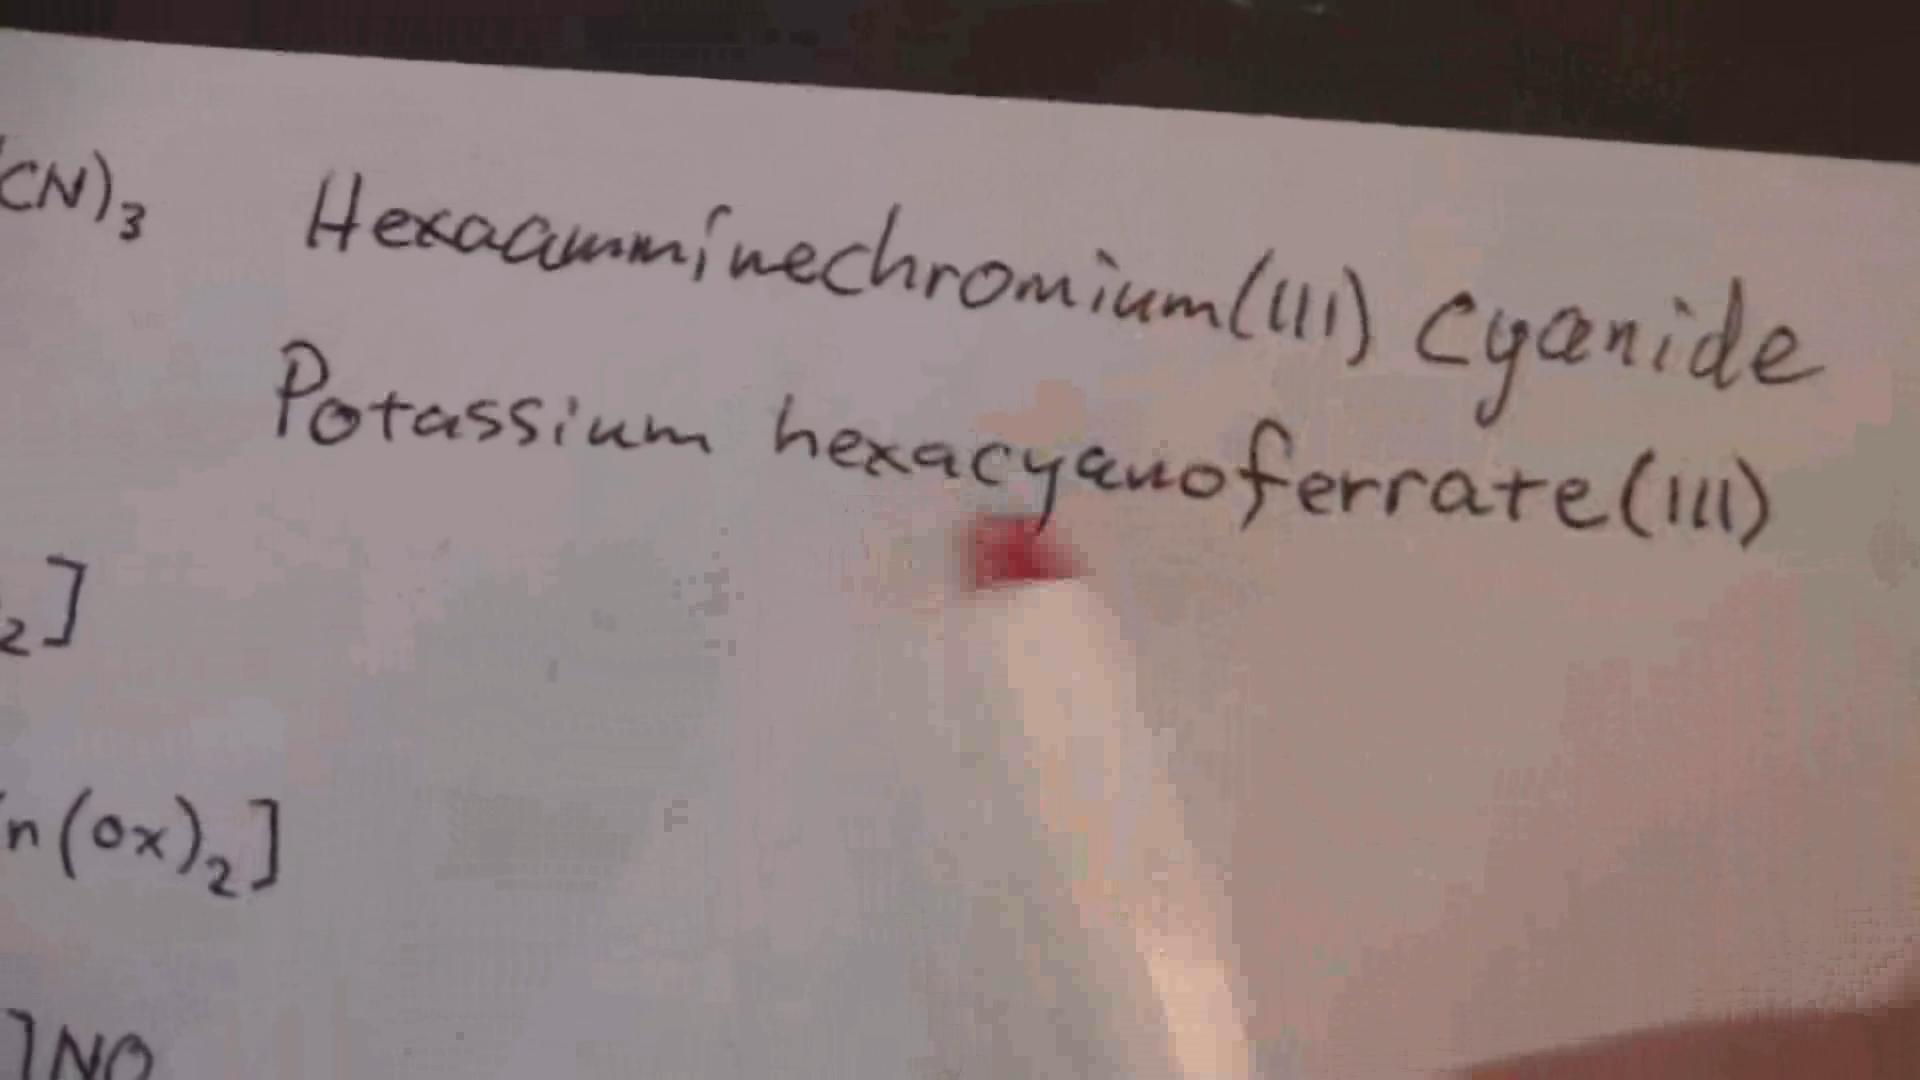 CN)₃ Hexaamminechromium(III) Cyanide
Potassium hexacyanoferrate(III)
₂]
n(ox)₂]
]NO